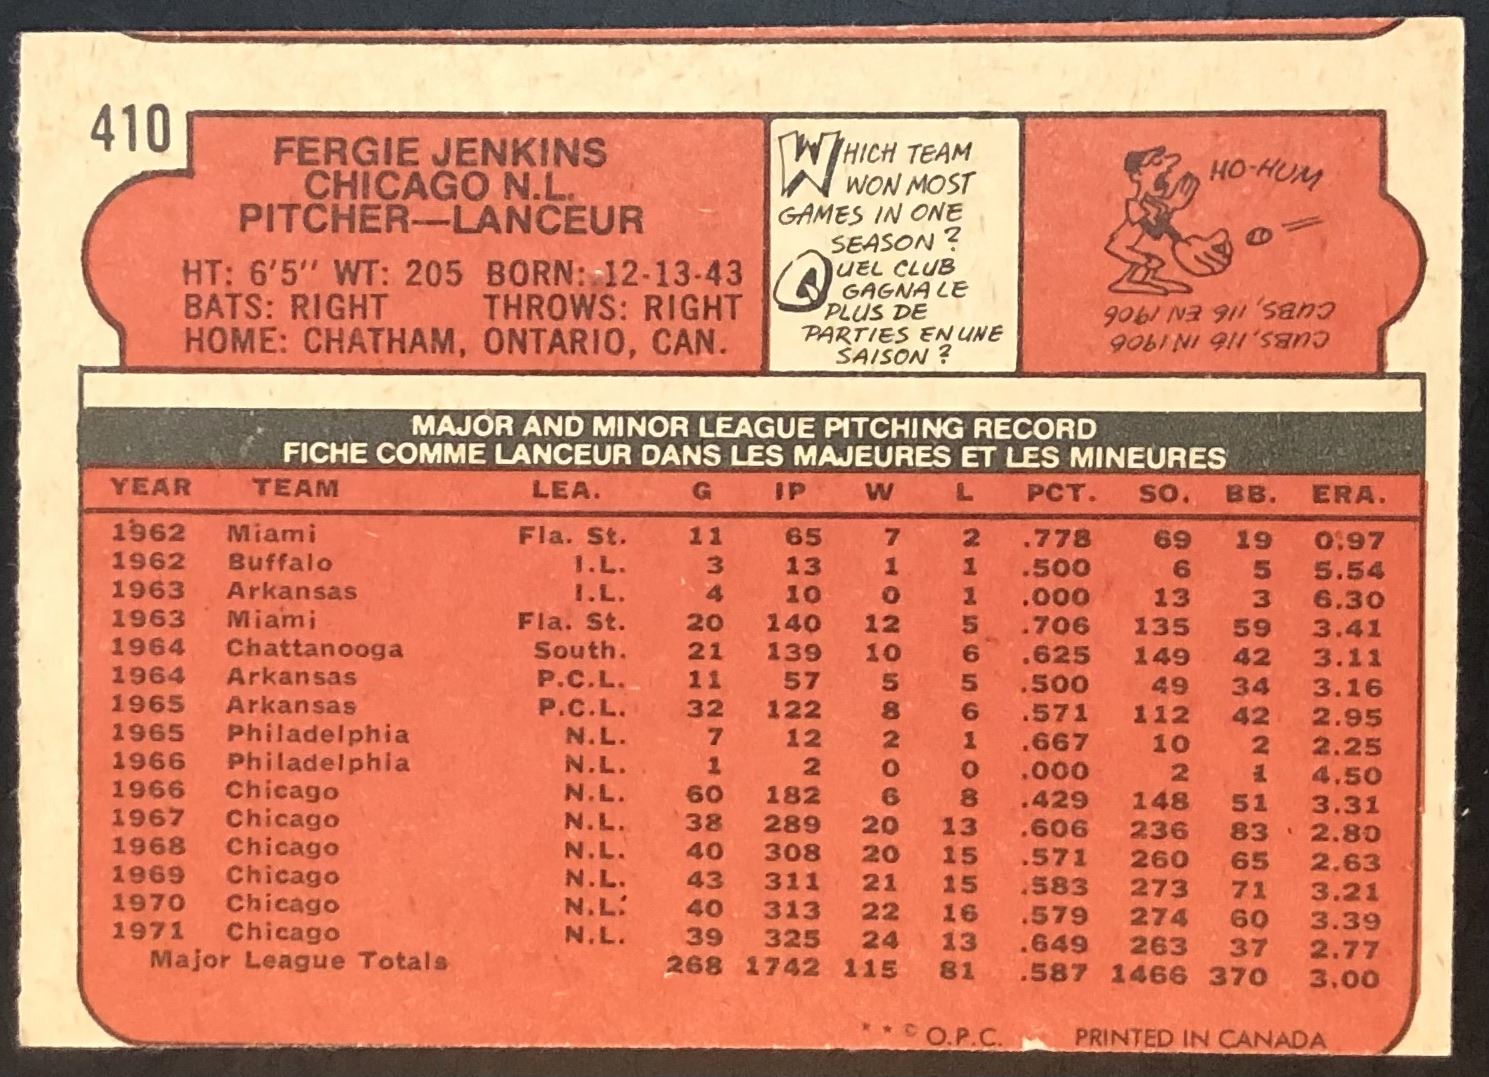 410
FERGIE JENKINS
CHICAGO N.L.
PITCHER—LANCEUR
HT: 6'5" WT: 205 BORN: 12-13-43
BATS: RIGHT THROWS: RIGHT
HOME: CHATHAM, ONTARIO, CAN.
WHICH TEAM
WON MOST
GAMES IN ONE
SEASON?
QUEL CLUB
GAGNA LE
PLUS DE
PARTIES EN UNE
SAISON?
HO-HUM
CUBS, 116 IN 1906
CUBS, 116 EN 1906
MAJOR AND MINOR LEAGUE PITCHING RECORD
FICHE COMME LANCEUR DANS LES MAJEURES ET LES MINEURES
YEAR TEAM LEA. G IP W L PCT. SO. BB. ERA.
1962 Miami Fla. St. 11 65 7 2 .778 69 19 0.97
1962 Buffalo I.L. 3 13 1 1 .500 6 5 5.54
1963 Arkansas I.L. 4 10 0 1 .000 13 3 6.30
1963 Miami Fla. St. 20 140 12 5 .706 135 59 3.41
1964 Chattanooga South. 21 139 10 6 .625 149 42 3.11
1964 Arkansas P.C.L. 11 57 5 5 .500 49 34 3.16
1965 Arkansas P.C.L. 32 122 8 6 .571 112 42 2.95
1965 Philadelphia N.L. 7 12 2 1 .667 10 2 2.25
1966 Philadelphia N.L. 1 2 0 0 .000 2 1 4.50
1966 Chicago N.L. 60 182 6 8 .429 148 51 3.31
1967 Chicago N.L. 38 289 20 13 .606 236 83 2.80
1968 Chicago N.L. 40 308 20 15 .571 260 65 2.63
1969 Chicago N.L. 43 311 21 15 .583 273 71 3.21
1970 Chicago N.L. 40 313 22 16 .579 274 60 3.39
1971 Chicago N.L. 39 325 24 13 .649 263 37 2.77
Major League Totals 268 1742 115 81 .587 1466 370 3.00
* * © O.P.C. PRINTED IN CANADA